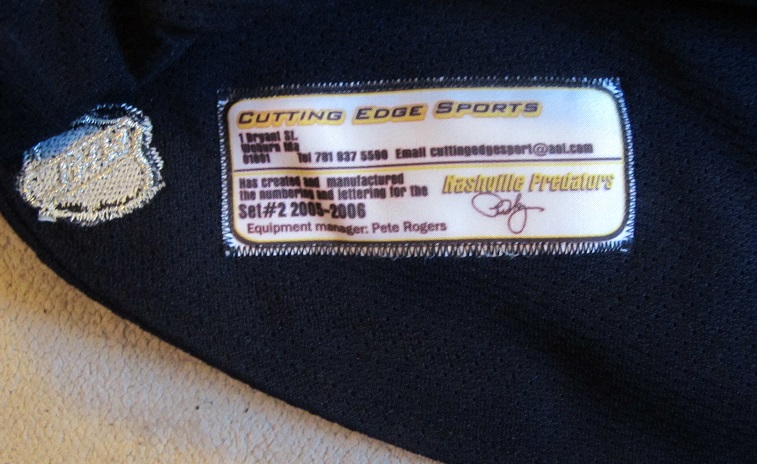 CUTTING EDGE SPORTS
1 Bryant St.
Woburn Ma
01801 Tel 781 937 5500 Email cuttingedgesport@aol.com
Has created and manufactured
the numbering and lettering for the
Nashville Predators
Set#2 2005-2006
Equipment manager: Pete Rogers